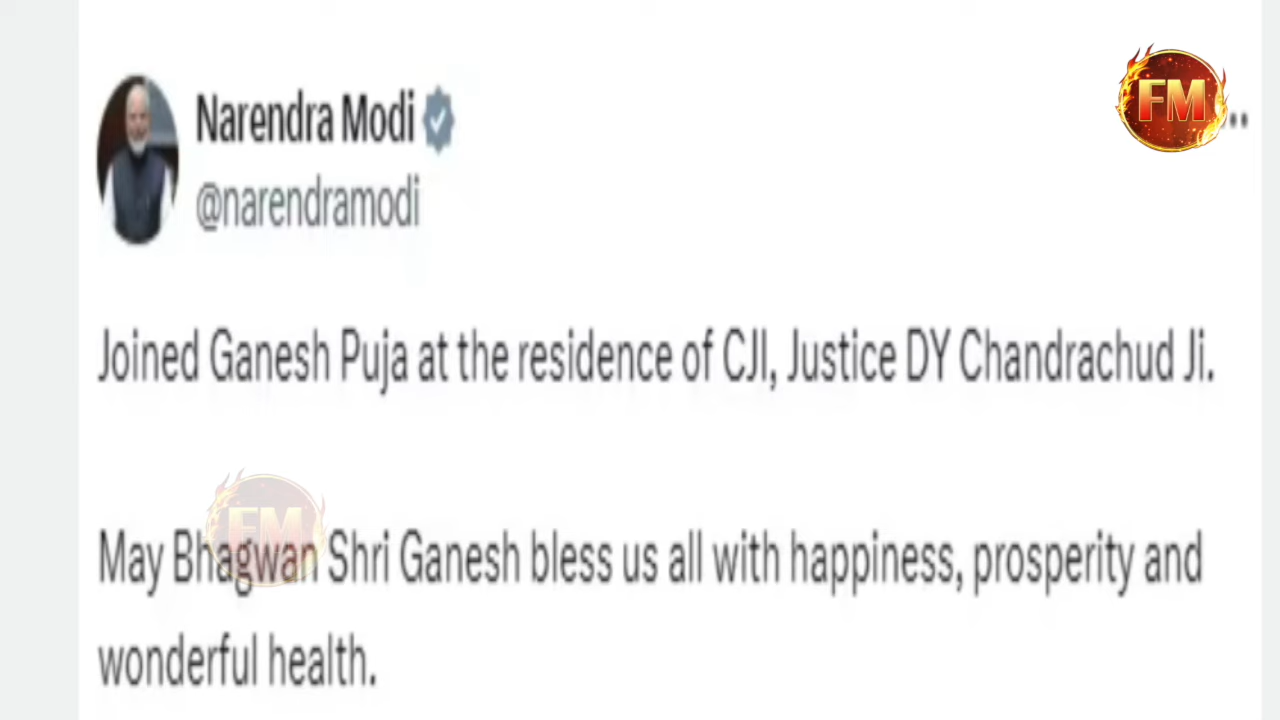 Narendra Modi
@narendramodi
FM
Joined Ganesh Puja at the residence of CJI, Justice DY Chandrachud Ji.
FM
May Bhagwan Shri Ganesh bless us all with happiness, prosperity and
wonderful health.